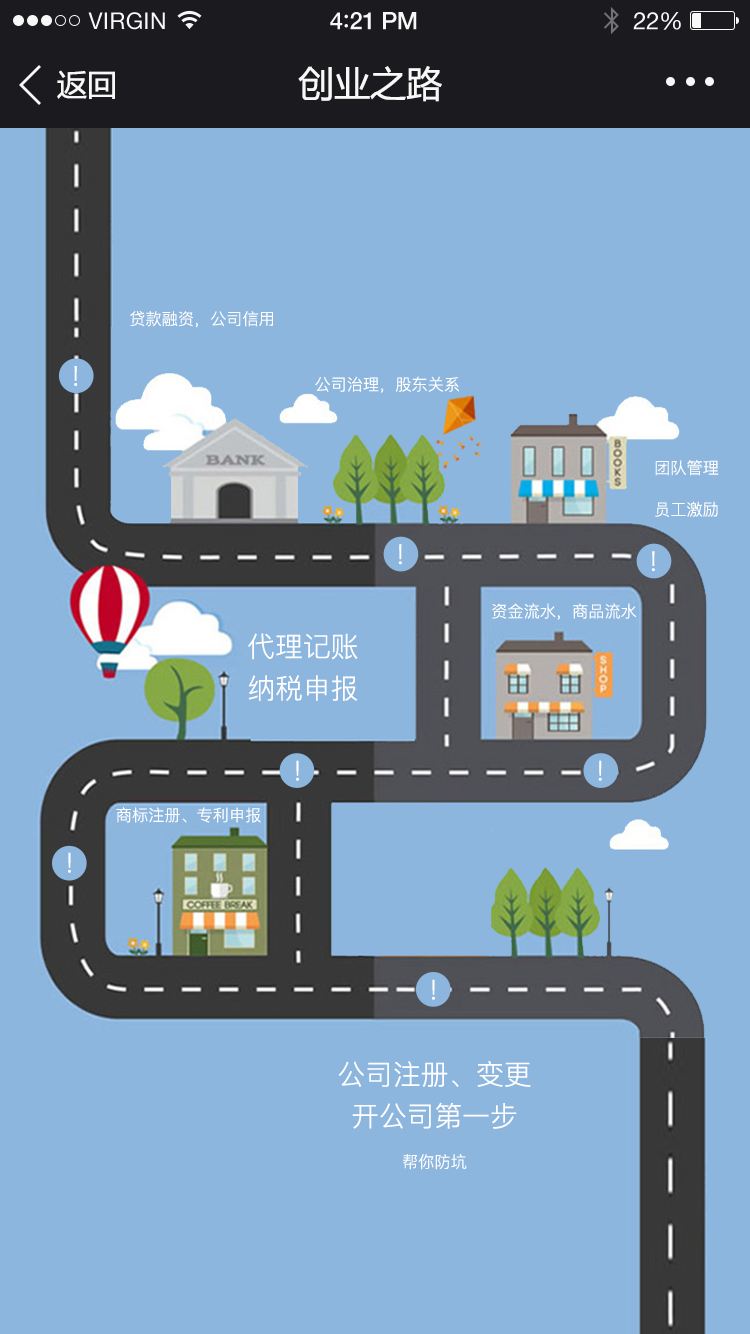 VIRGIN 4:21 PM 22%
返回 创业之路
贷款融资，公司信用
公司治理，股东关系
BANK
BOOKS
团队管理
员工激励
资金流水，商品流水
代理记账
纳税申报
SHOP
商标注册、专利申报
COFFEE BREAK
公司注册、变更
开公司第一步
帮你防坑